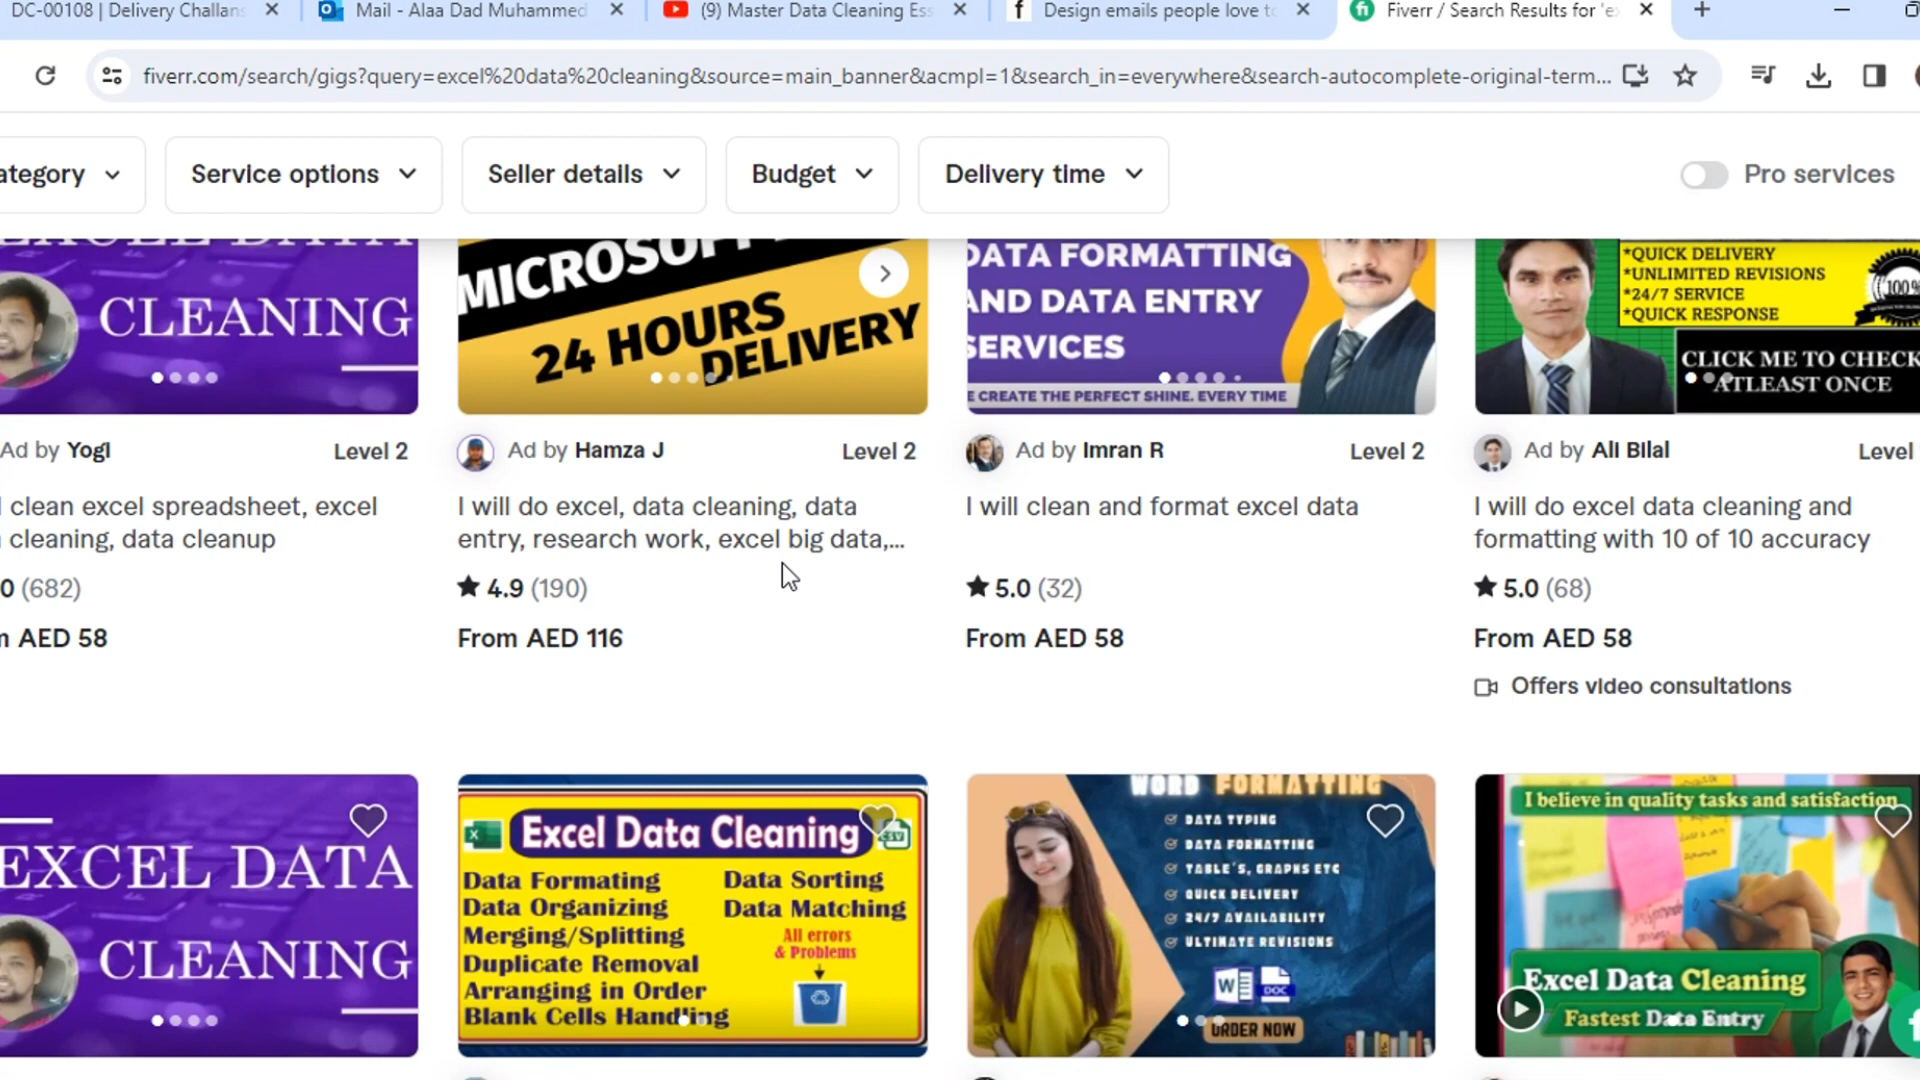 DC-00108 | Delivery Challans
Mail - Alaa Dad Muhammed
(9) Master Data Cleaning Ess
Design emails people love to
Fiverr / Search Results for 'e
fiverr.com/search/gigs?query=excel%20data%20cleaning&source=main_banner&acmpl=1&search_in=everywhere&search-autocomplete-original-term...
ategory
Service options
Seller details
Budget
Delivery time
Pro services
EXCEL DATA
CLEANING
MICROSOFT
24 HOURS
DELIVERY
DATA FORMATTING
AND DATA ENTRY
SERVICES
E CREATE THE PERFECT SHINE. EVERY TIME
*QUICK DELIVERY
*UNLIMITED REVISIONS
*24/7 SERVICE
*QUICK RESPONSE
100%
CLICK ME TO CHECK
ATLEAST ONCE
Ad by Yogi
Level 2
Ad by Hamza J
Level 2
Ad by Imran R
Level 2
Ad by Ali Bilal
Level
l clean excel spreadsheet, excel
cleaning, data cleanup
0 (682)
m AED 58
I will do excel, data cleaning, data
entry, research work, excel big data,...
4.9 (190)
From AED 116
I will clean and format excel data
5.0 (32)
From AED 58
I will do excel data cleaning and
formatting with 10 of 10 accuracy
5.0 (68)
From AED 58
Offers video consultations
EXCEL DATA
CLEANING
Excel Data Cleaning
CSV
Data Formating
Data Organizing
Merging/Splitting
Duplicate Removal
Arranging in Order
Blank Cells Handling
Data Sorting
Data Matching
All errors
& Problems
WORD FORMATTING
DATA TYPING
DATA FORMATTING
TABLE'S, GRAPHS ETC
QUICK DELIVERY
24/7 AVAILABILITY
ULTIMATE REVISIONS
W
DOC
ORDER NOW
I believe in quality tasks and satisfaction
Excel Data Cleaning
Fastest Data Entry